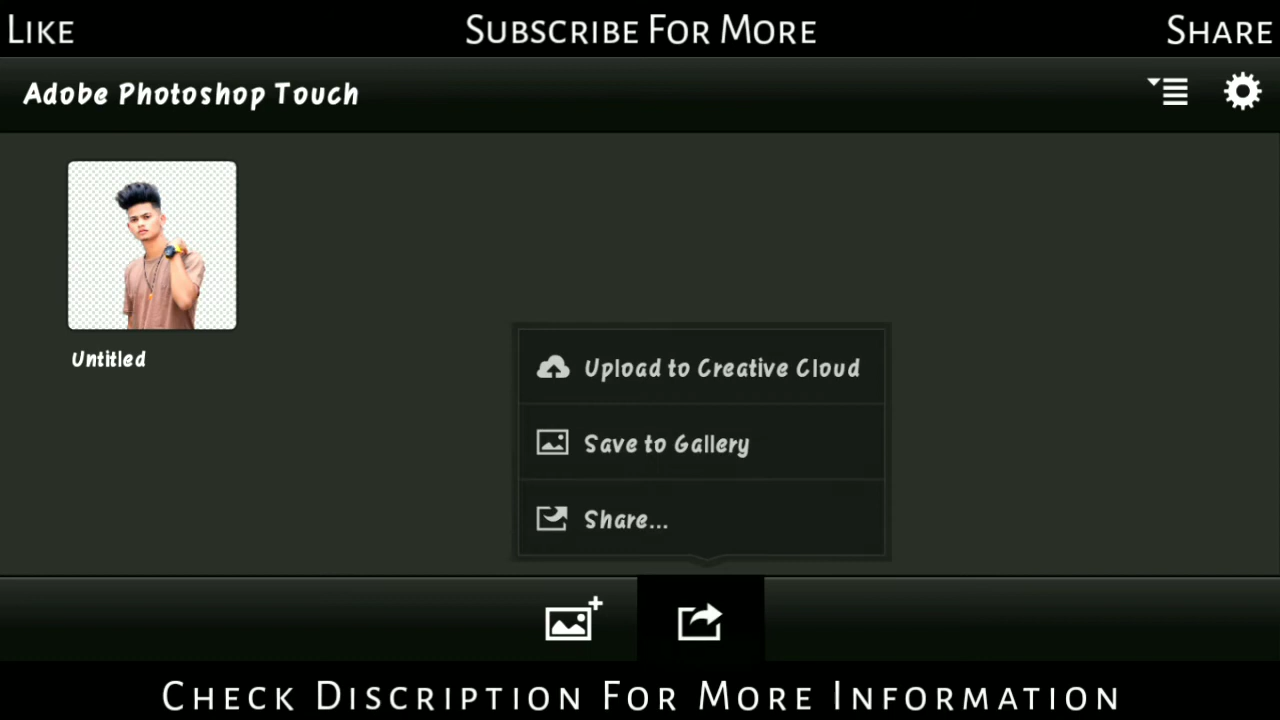 LIKE
SUBSCRIBE FOR MORE
SHARE
Adobe Photoshop Touch
Untitled
Upload to Creative Cloud
Save to Gallery
Share...
CHECK DISCRIPTION FOR MORE INFORMATION